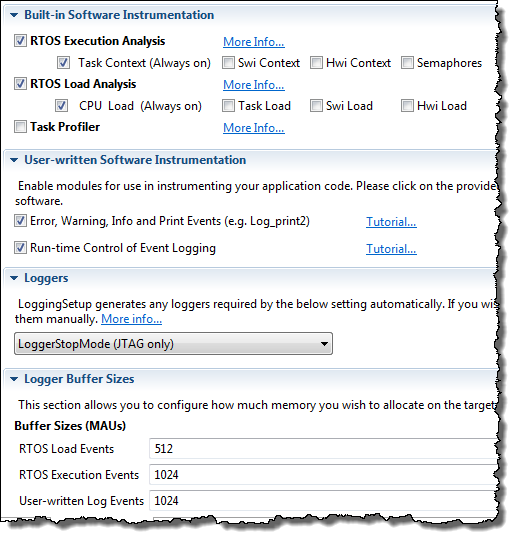 Built-in Software Instrumentation
RTOS Execution Analysis More Info...
Task Context (Always on) Swi Context Hwi Context Semaphores
RTOS Load Analysis More Info...
CPU Load (Always on) Task Load Swi Load Hwi Load
Task Profiler More Info...
User-written Software Instrumentation
Enable modules for use in instrumenting your application code. Please click on the provide
software.
Error, Warning, Info and Print Events (e.g. Log_print2) Tutorial...
Run-time Control of Event Logging Tutorial...
Loggers
LoggingSetup generates any loggers required by the below setting automatically. If you wis
them manually. More info...
LoggerStopMode (JTAG only)
Logger Buffer Sizes
This section allows you to configure how much memory you wish to allocate on the target
Buffer Sizes (MAUs)
RTOS Load Events 512
RTOS Execution Events 1024
User-written Log Events 1024